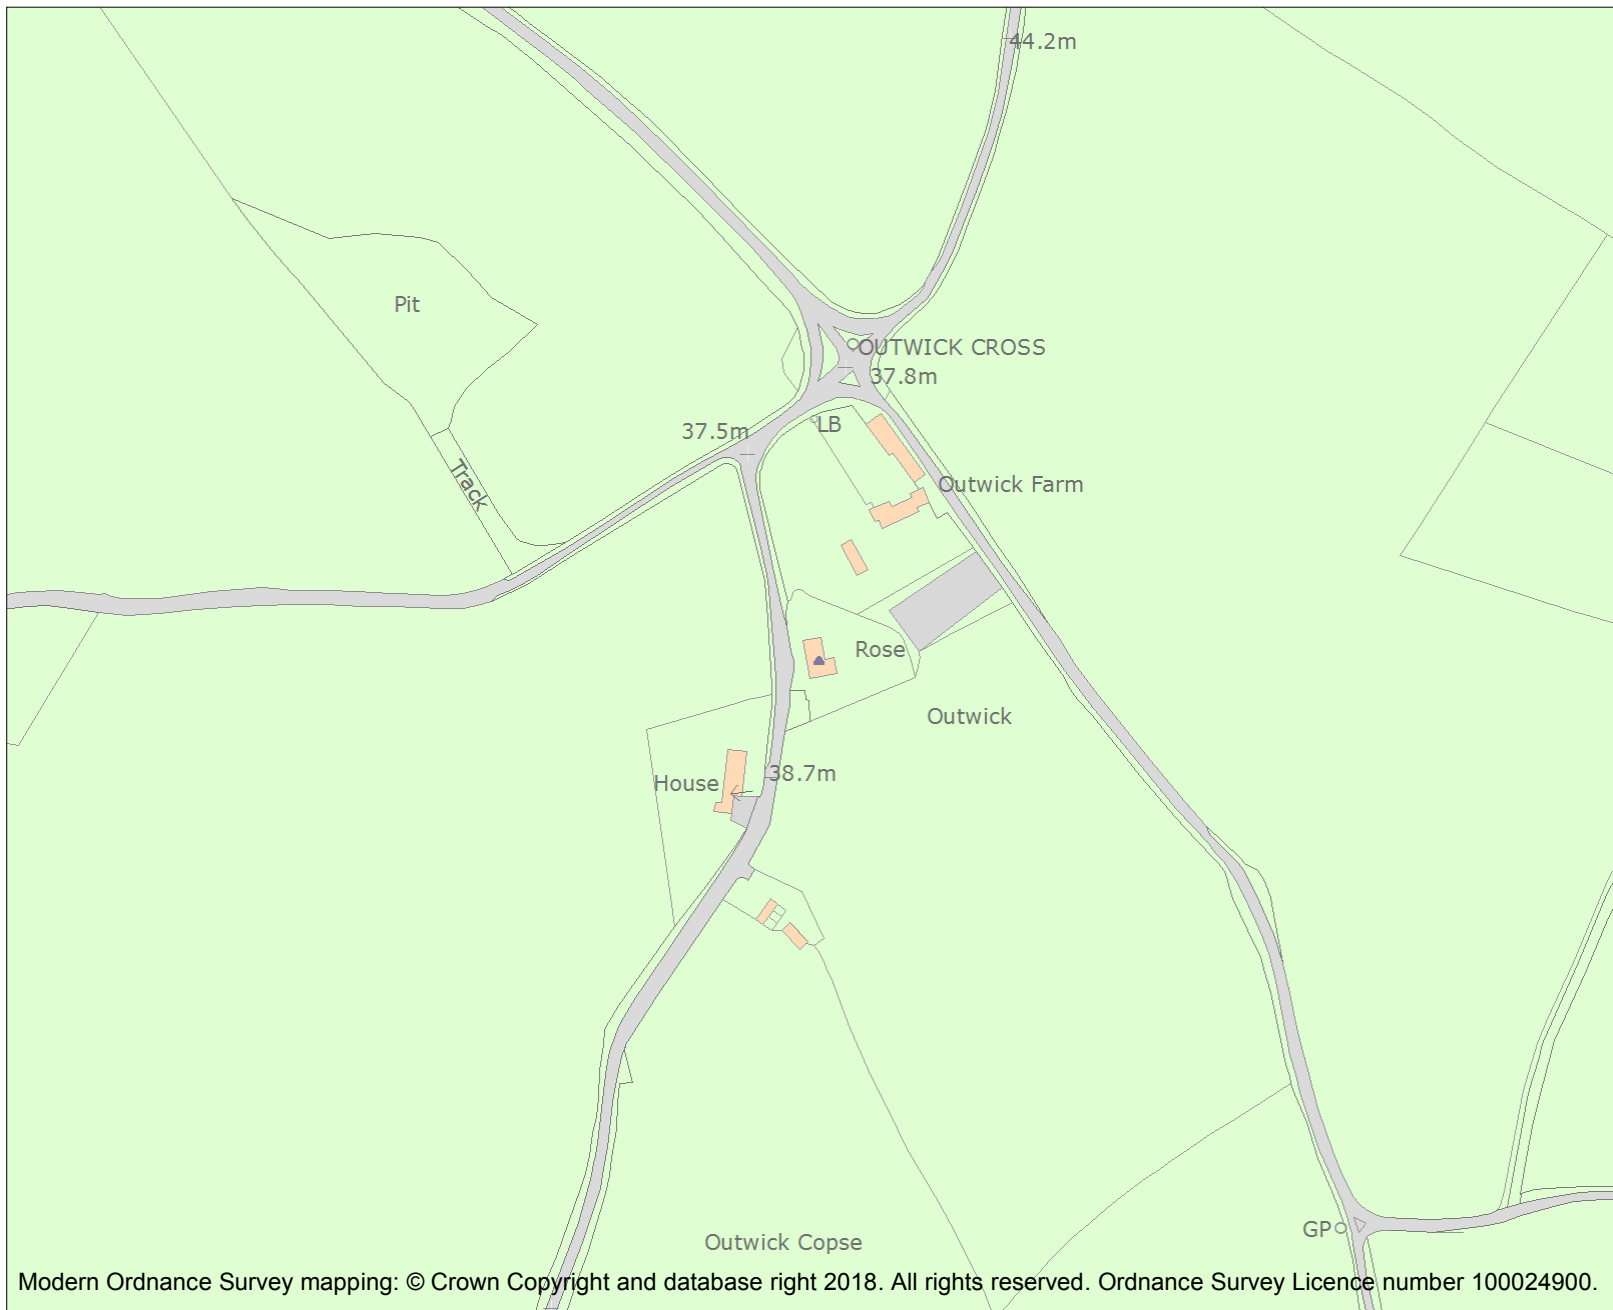 44.2m
Pit
OUTWICK CROSS
37.8m
LB
37.5m
Track
Outwick Farm
Rose
Outwick
House
38.7m
GP
Outwick Copse
Modern Ordnance Survey mapping: © Crown Copyright and database right 2018. All rights reserved. Ordnance Survey Licence number 100024900.